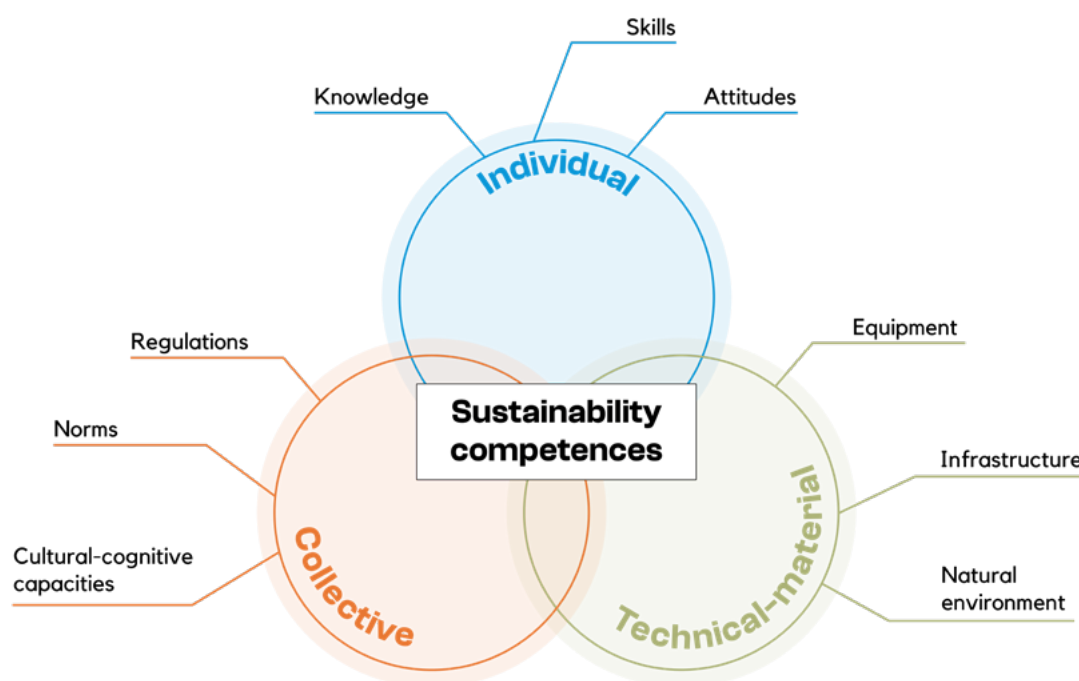 Skills
Knowledge
Attitudes
Individual
Regulations
Equipment
Sustainability
competences
Norms
Infrastructure
Collective
Technical-material
Cultural-cognitive
capacities
Natural
environment